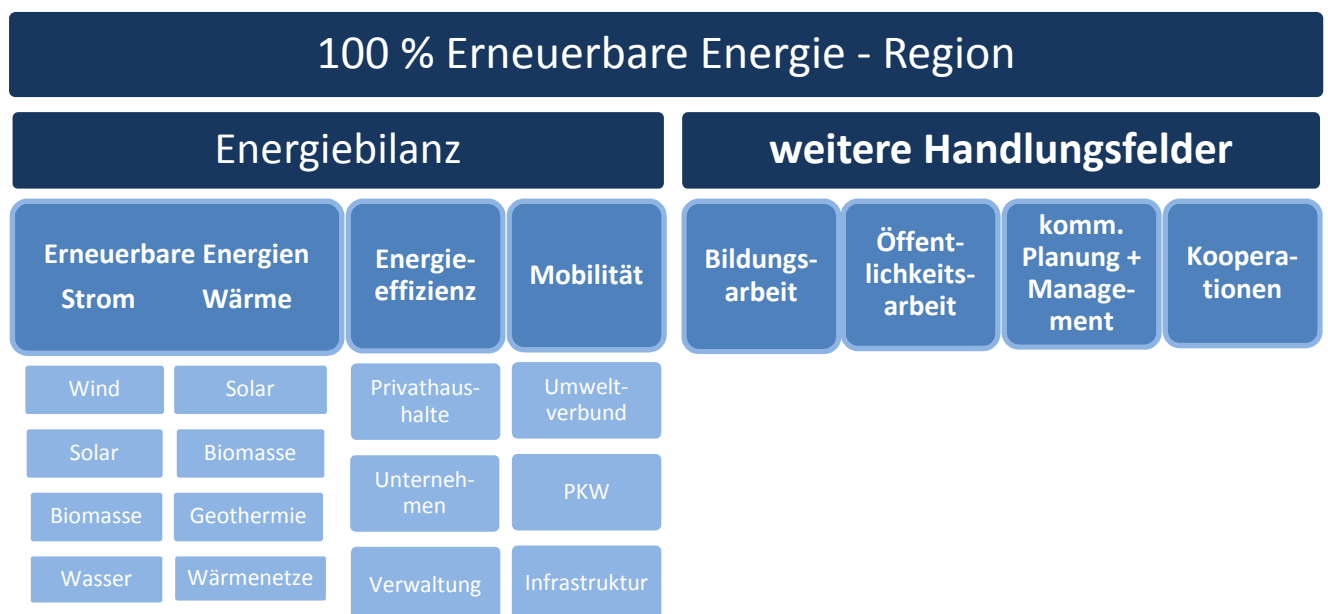 100 % Erneuerbare Energie - Region
Energiebilanz
weitere Handlungsfelder
Erneuerbare Energien
Strom Wärme
Energie-
effizienz
Mobilität
Bildungs-
arbeit
Öffent-
lichkeits-
arbeit
komm.
Planung +
Manage-
ment
Koopera-
tionen
Wind
Solar
Biomasse
Wasser
Solar
Biomasse
Geothermie
Wärmenetze
Privathaus-
halte
Unterneh-
men
Verwaltung
Umwelt-
verbund
PKW
Infrastruktur